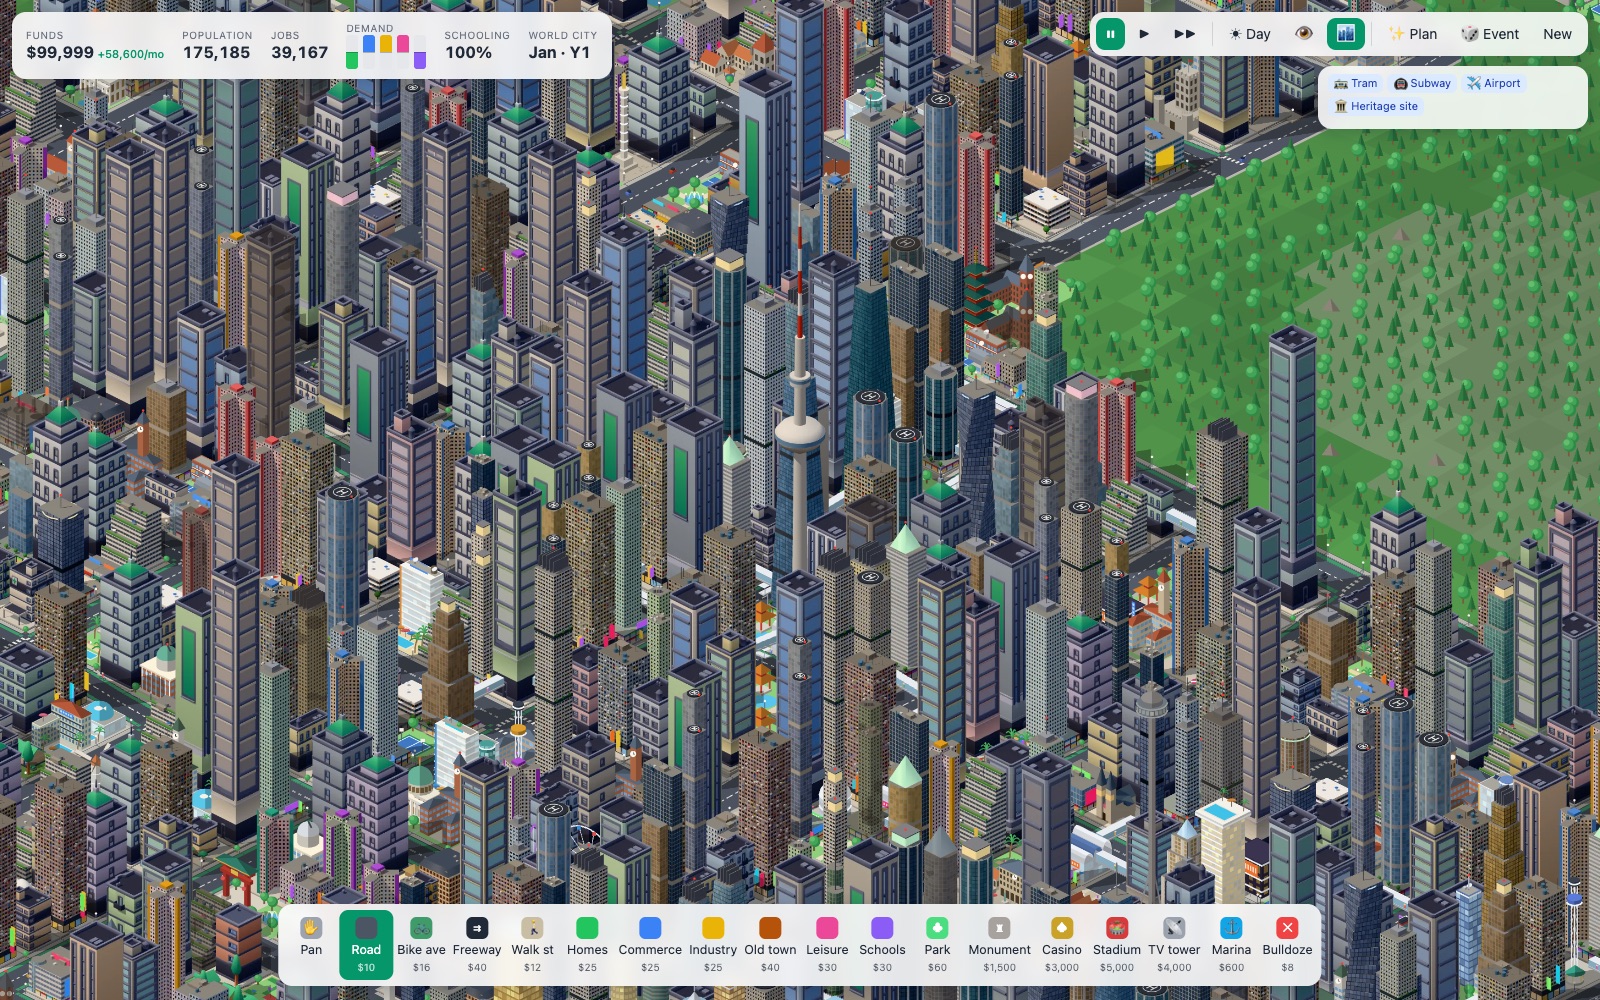 FUNDS
$99,999 +58,600/mo
POPULATION
175,185
JOBS
39,167
DEMAND
SCHOOLING
100%
WORLD CITY
Jan · Y1
Day
Plan
Event
New
Tram
Subway
Airport
Heritage site
Pan
Road
$10
Bike ave
$16
Freeway
$40
Walk st
$12
Homes
$25
Commerce
$25
Industry
$25
Old town
$40
Leisure
$30
Schools
$30
Park
$60
Monument
$1,500
Casino
$3,000
Stadium
$5,000
TV tower
$4,000
Marina
$600
Bulldoze
$8